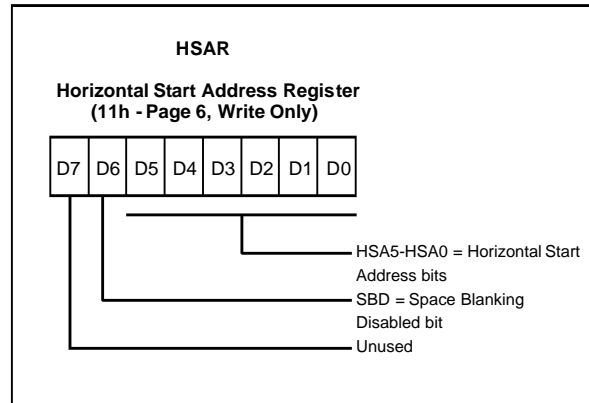 HSAR
Horizontal Start Address Register
(11h - Page 6, Write Only)
D7 D6 D5 D4 D3 D2 D1 D0
HSA5-HSA0 = Horizontal Start
Address bits
SBD = Space Blanking
Disabled bit
Unused